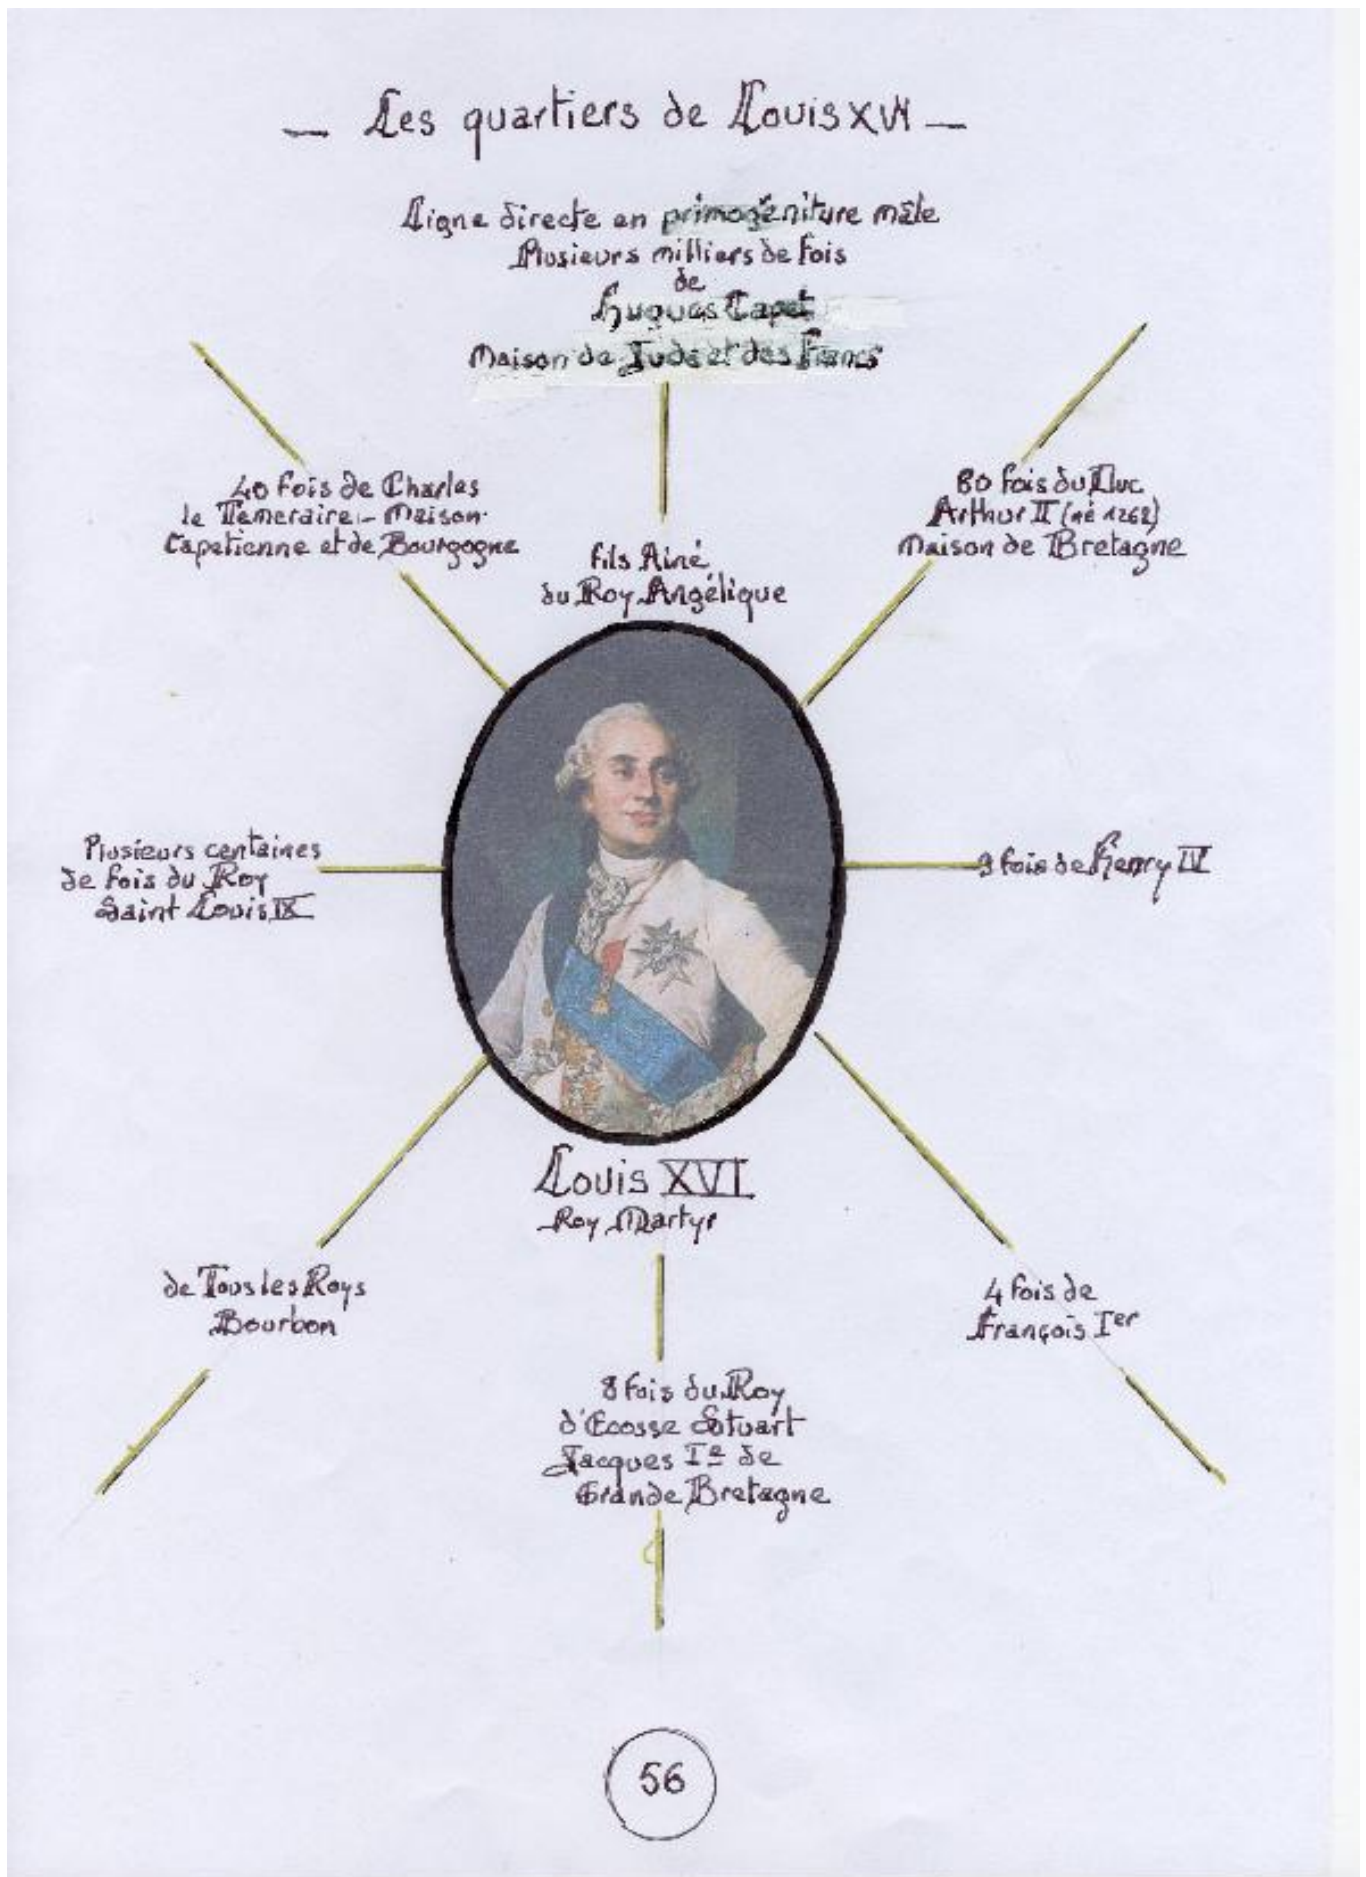 — Les quartiers de Louis XVI —
Ligne directe en primogéniture mâle
Plusieurs milliers de fois
de
Hugues Capet
Maison de Juda et des Francs
40 fois de Charles
le Temeraire - Maison
Capetienne et de Bourgogne
80 fois du Duc
Arthur II (né 1262)
Maison de Bretagne
fils Ainé
du Roy Angélique
Plusieurs centaines
de fois du Roy
Saint Louis IX
9 fois de Henry IV
Louis XVI
Roy Martyr
de Tous les Roys
Bourbon
4 fois de
François Ier
8 fois du Roy
d'Ecosse Stuart
Jacques Ie de
Grande Bretagne
56